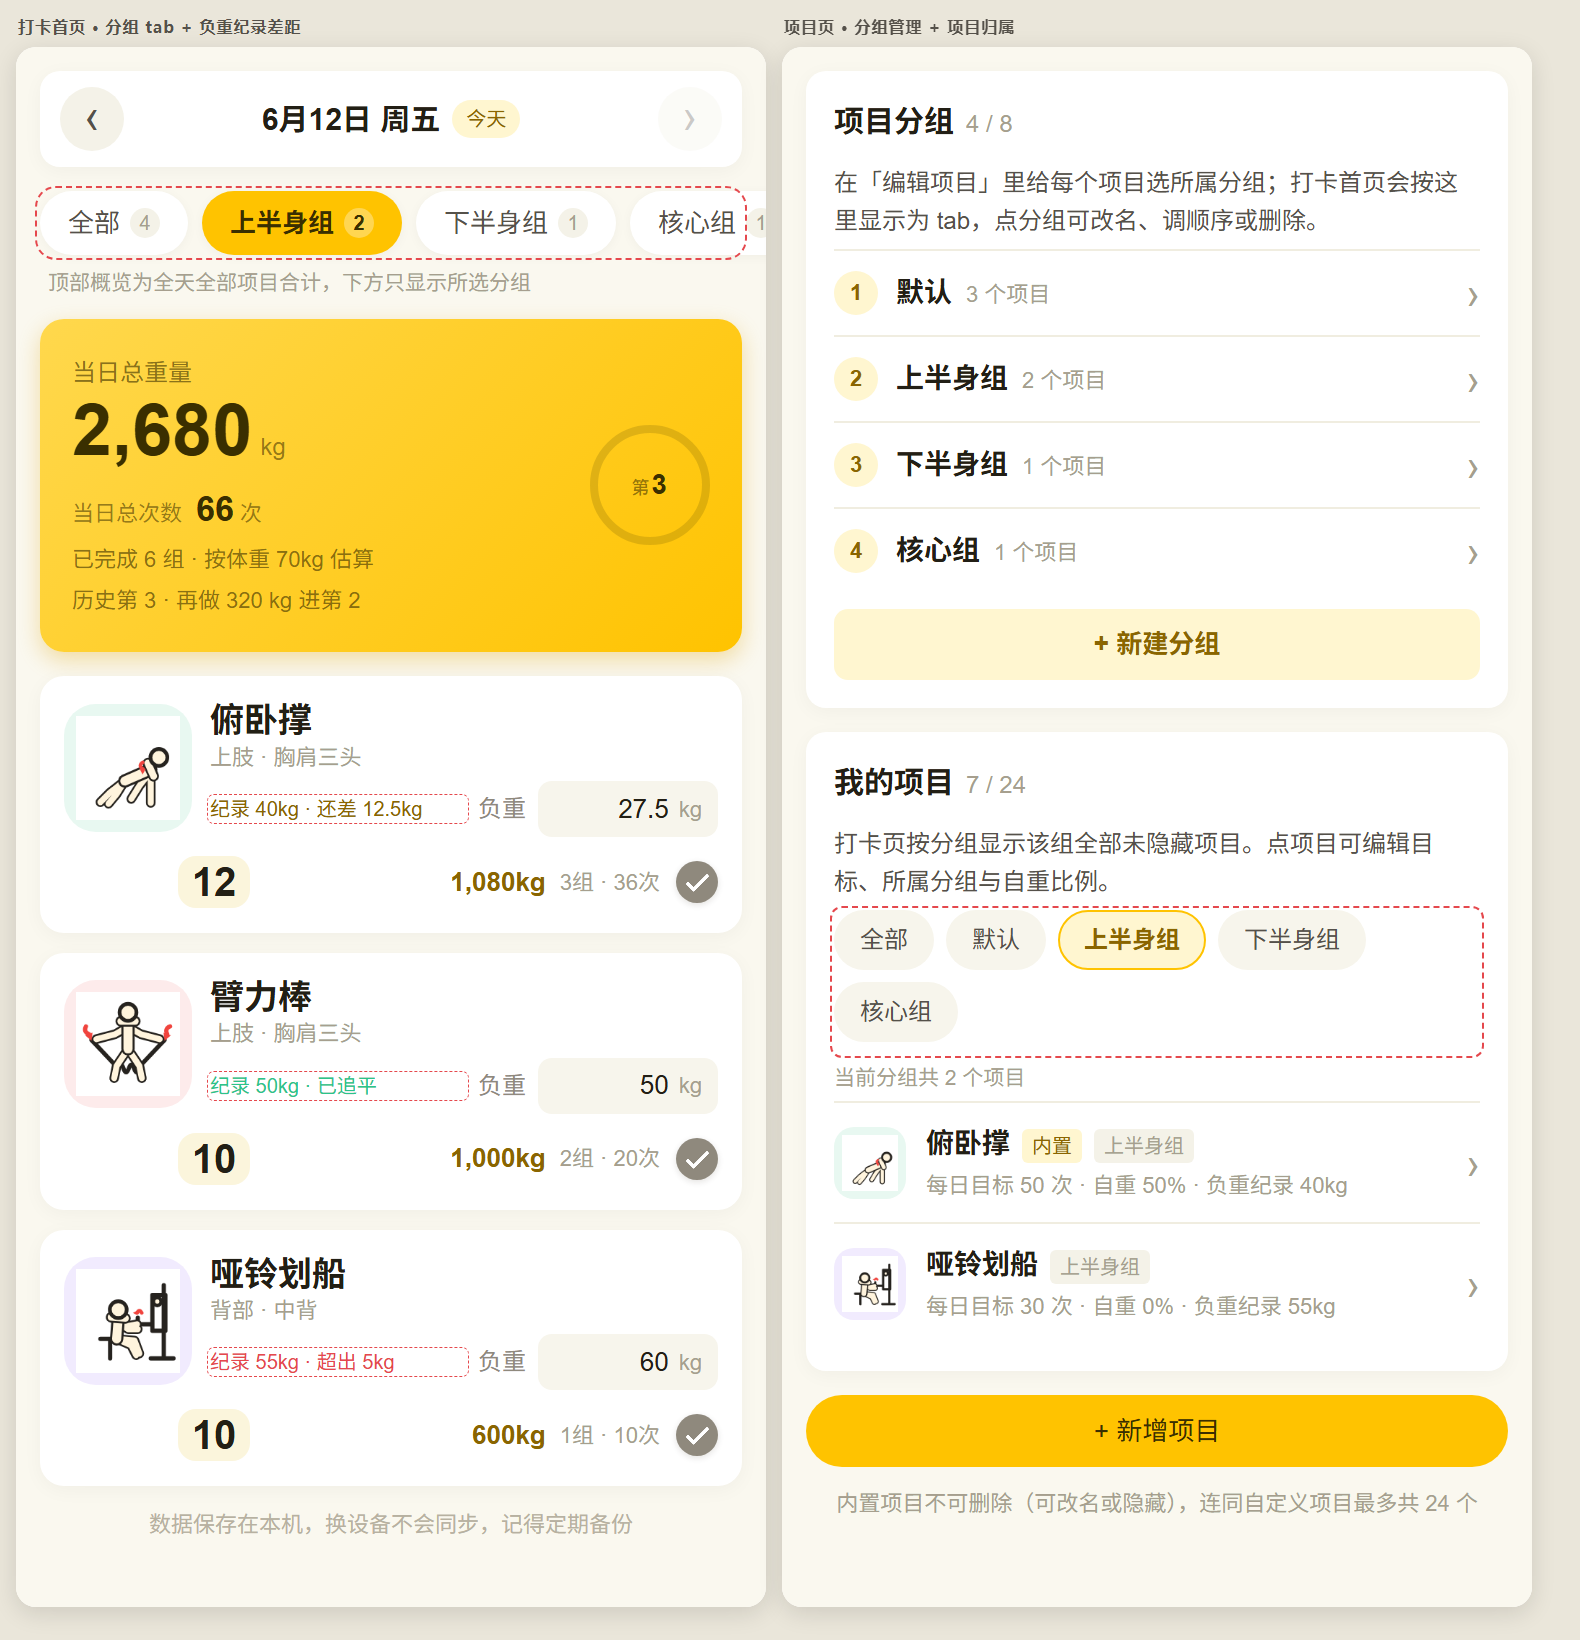 打卡首页 • 分组 tab + 负重纪录差距
6月12日 周五 今天
全部 4 上半身组 2 下半身组 1 核心组 1
顶部概览为全天全部项目合计，下方只显示所选分组
当日总重量
2,680 kg
第3
当日总次数 66 次
已完成 6 组 · 按体重 70kg 估算
历史第 3 · 再做 320 kg 进第 2
俯卧撑
上肢 · 胸肩三头
纪录 40kg · 还差 12.5kg 负重 27.5 kg
12 1,080kg 3组 · 36次
臂力棒
上肢 · 胸肩三头
纪录 50kg · 已追平 负重 50 kg
10 1,000kg 2组 · 20次
哑铃划船
背部 · 中背
纪录 55kg · 超出 5kg 负重 60 kg
10 600kg 1组 · 10次
数据保存在本机，换设备不会同步，记得定期备份
项目页 • 分组管理 + 项目归属
项目分组 4 / 8
在「编辑项目」里给每个项目选所属分组；打卡首页会按这
里显示为 tab，点分组可改名、调顺序或删除。
1 默认 3 个项目
2 上半身组 2 个项目
3 下半身组 1 个项目
4 核心组 1 个项目
+ 新建分组
我的项目 7 / 24
打卡页按分组显示该组全部未隐藏项目。点项目可编辑目
标、所属分组与自重比例。
全部 默认 上半身组 下半身组
核心组
当前分组共 2 个项目
俯卧撑 内置 上半身组
每日目标 50 次 · 自重 50% · 负重纪录 40kg
哑铃划船 上半身组
每日目标 30 次 · 自重 0% · 负重纪录 55kg
+ 新增项目
内置项目不可删除（可改名或隐藏），连同自定义项目最多共 24 个